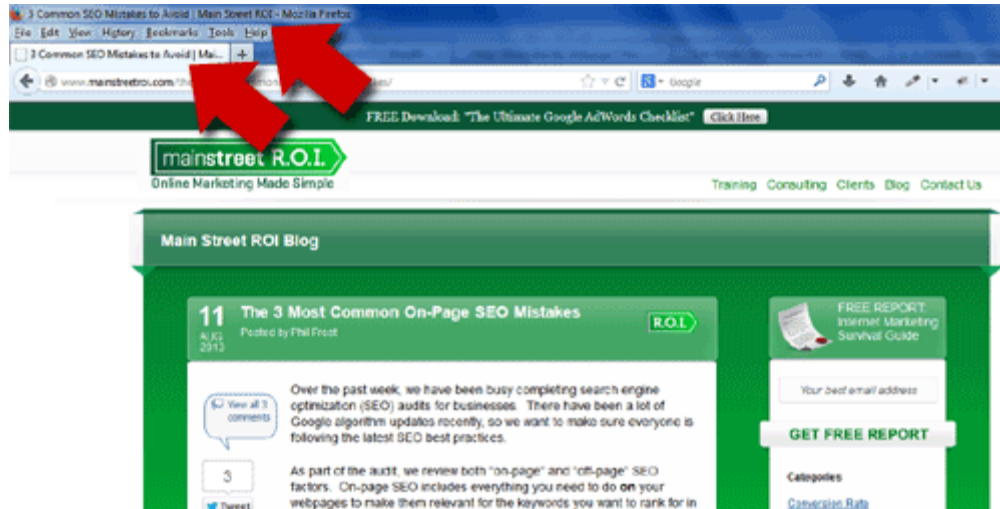 3 Common SEO Mistakes to Avoid | Main Street ROI - Mozilla Firefox
File Edit View History Bookmarks Tools Help
3 Common SEO Mistakes to Avoid | Mai... +
www.mainstreetroi.com/
Google
FREE Download: "The Ultimate Google AdWords Checklist" Click Here
mainstreet R.O.I.
Online Marketing Made Simple
Training Consulting Clients Blog Contact Us
Main Street ROI Blog
11
AUG
2013
The 3 Most Common On-Page SEO Mistakes
Posted by Phil Frost
R.O.I.
FREE REPORT:
Internet Marketing
Survival Guide
View all 3
comments
Over the past week, we have been busy completing search engine
optimization (SEO) audits for businesses. There have been a lot of
Google algorithm updates recently, so we want to make sure everyone is
following the latest SEO best practices.
Your best email address
GET FREE REPORT
3
Tweet
As part of the audit, we review both "on-page" and "off-page" SEO
factors. On-page SEO includes everything you need to do on your
webpages to make them relevant for the keywords you want to rank for in
Categories
Conversion Rate